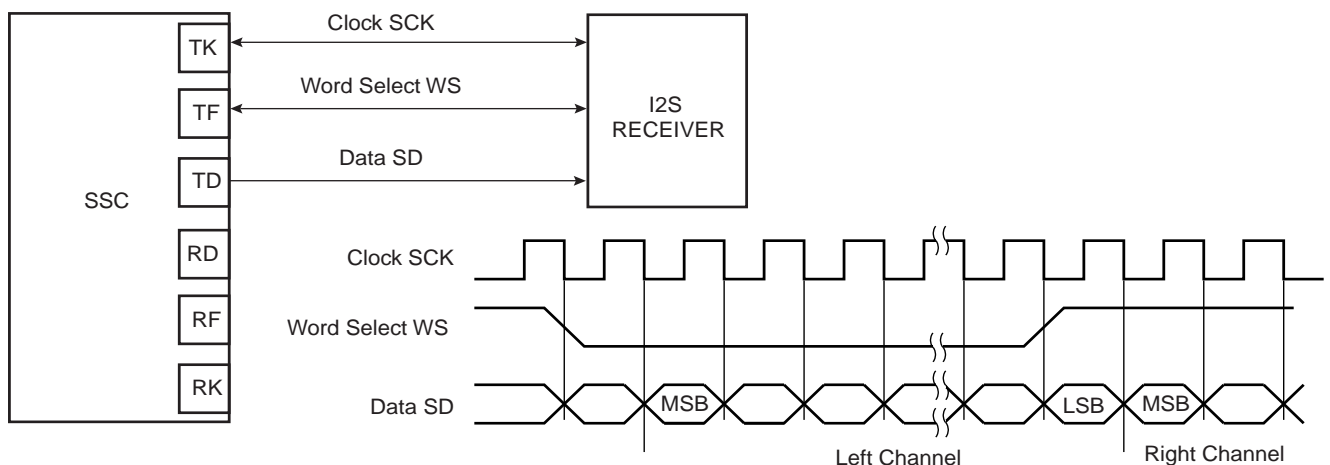 SSC
TK
TF
TD
RD
RF
RK
Clock SCK
Word Select WS
Data SD
I2S
RECEIVER
Clock SCK
Word Select WS
Data SD
MSB
LSB
MSB
Left Channel
Right Channel